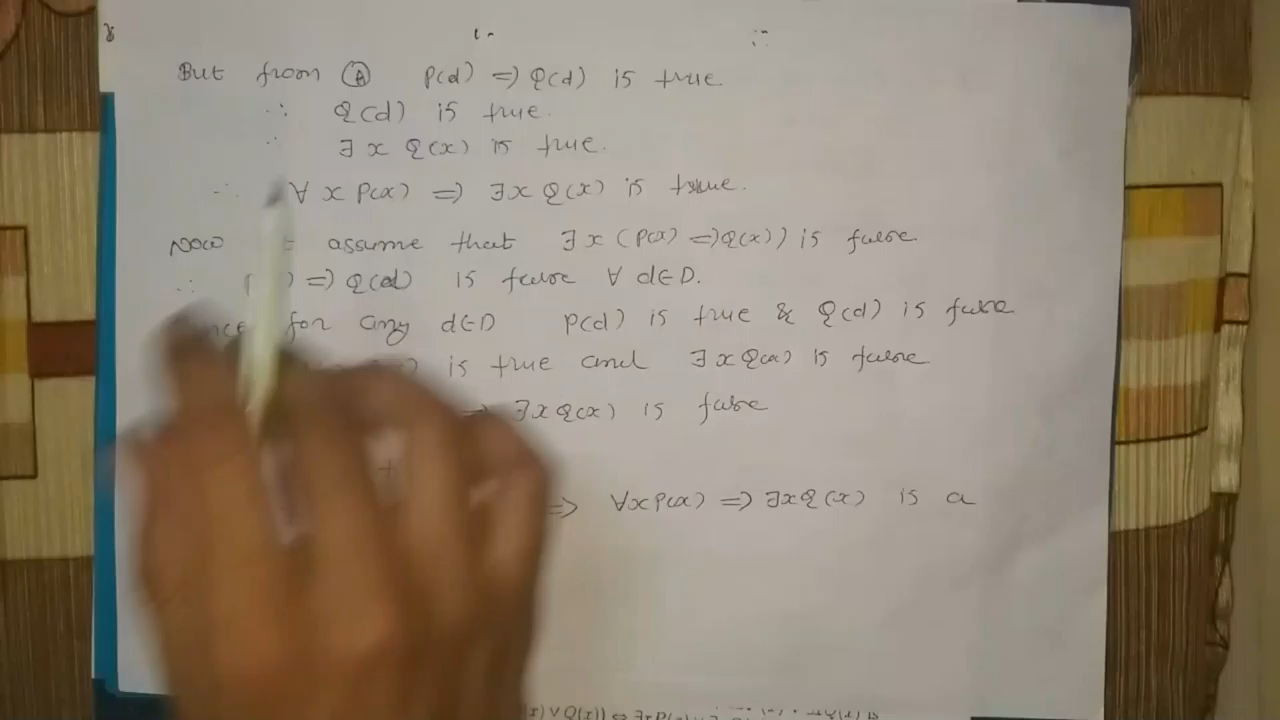 But from Ⓐ P(d) => Q(d) is true
∴ Q(d) is true.
∴ ∃ x Q(x) is true.
∴ ∀ x P(x) => ∃x Q(x) is true.
Now assume that ∃x (P(x) => Q(x)) is false
∴ ) => Q(d) is false ∀ d∈D.
for any d∈D P(d) is true & Q(d) is false
is true and ∃x Q(x) is false
=> ∃x Q(x) is false
=> ∀x P(x) => ∃x Q(x) is a